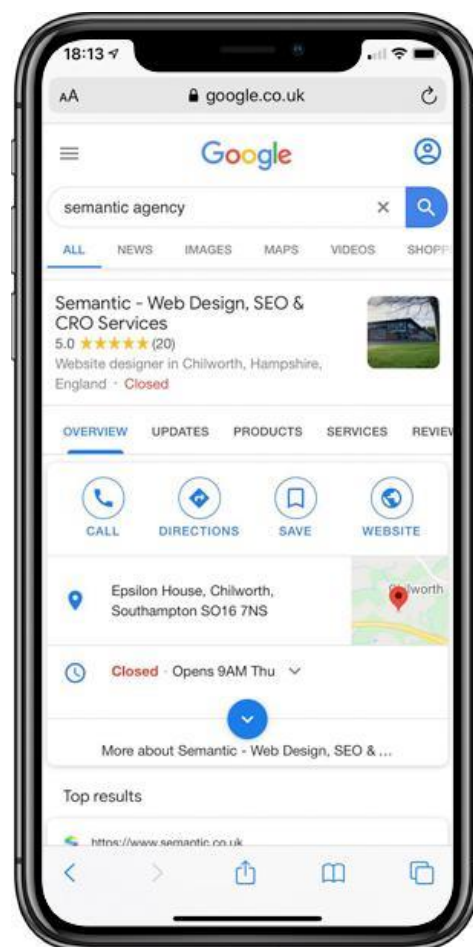 18:13
AA google.co.uk
Google
semantic agency
ALL NEWS IMAGES MAPS VIDEOS SHOPP
Semantic - Web Design, SEO &
CRO Services
5.0 (20)
Website designer in Chilworth, Hampshire,
England · Closed
OVERVIEW UPDATES PRODUCTS SERVICES REVIEW
CALL DIRECTIONS SAVE WEBSITE
Epsilon House, Chilworth,
Southampton SO16 7NS
Closed · Opens 9AM Thu
More about Semantic - Web Design, SEO & ...
Top results
https://www.semantic.co.uk